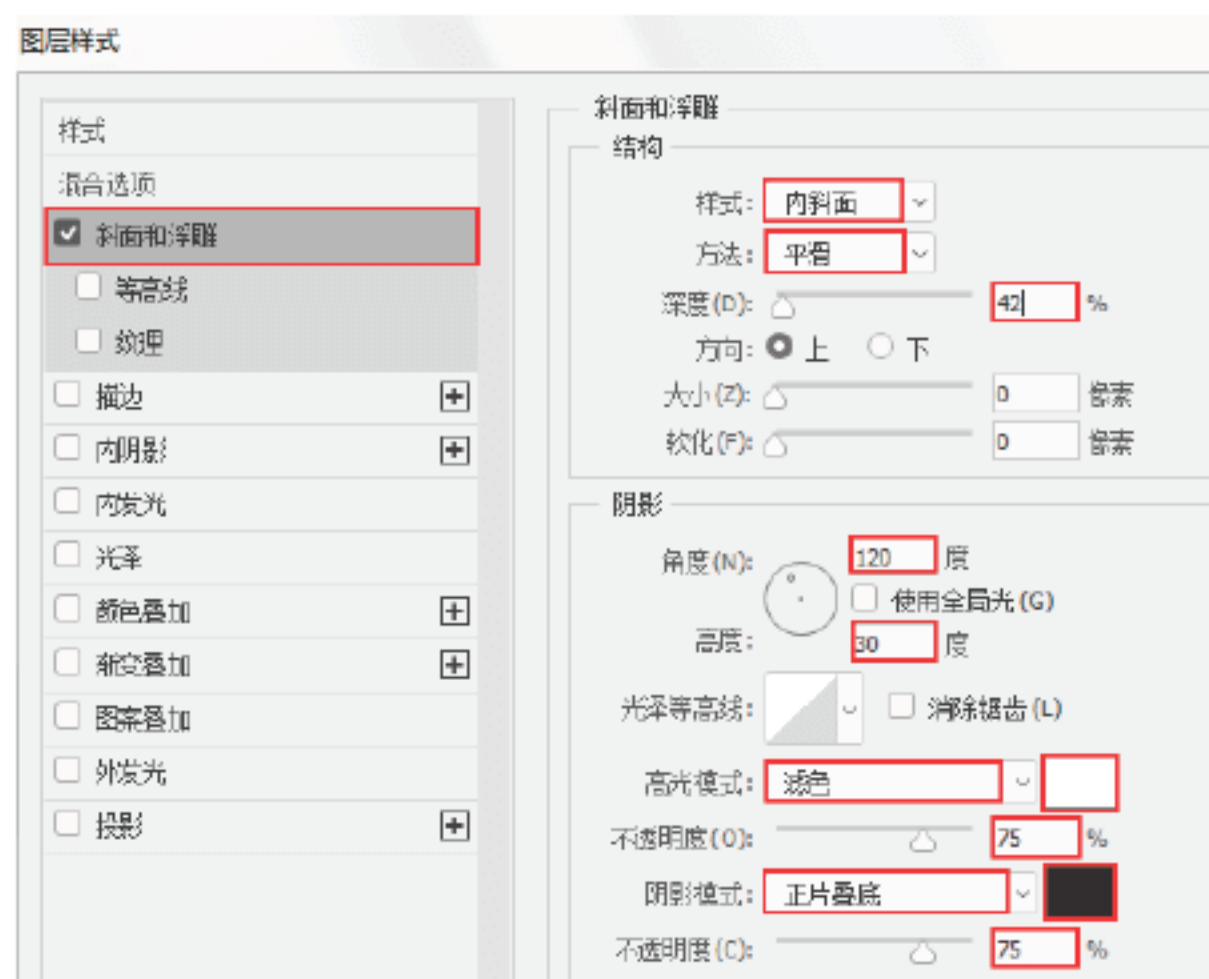 图层样式
样式
混合选项
斜面和浮雕
等高线
纹理
描边
内阴影
内发光
光泽
颜色叠加
渐变叠加
图案叠加
外发光
投影
斜面和浮雕
结构
样式: 内斜面
方法: 平滑
深度(D): 42 %
方向: 上 下
大小(Z): 0 像素
软化(F): 0 像素
阴影
角度(N): 120 度
使用全局光(G)
高度: 30 度
光泽等高线: 消除锯齿(L)
高光模式: 滤色
不透明度(O): 75 %
阴影模式: 正片叠底
不透明度(C): 75 %